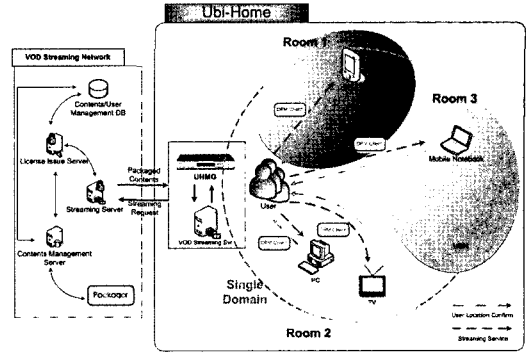 Ubi-Home
VOD Streaming Network
Contents/User
Management DB
License Issue Server
Streaming Server
Contents Management
Server
Packager
Packaged
Contents
Streaming
Request
UHMG
VOD Streaming Svr
Room 1
DRM Client
Room 3
DRM Client
Mobile Notebook
User
DRM Client
DRM Client
PC
TV
Single
Domain
Room 2
User Location Confirm
Streaming Service